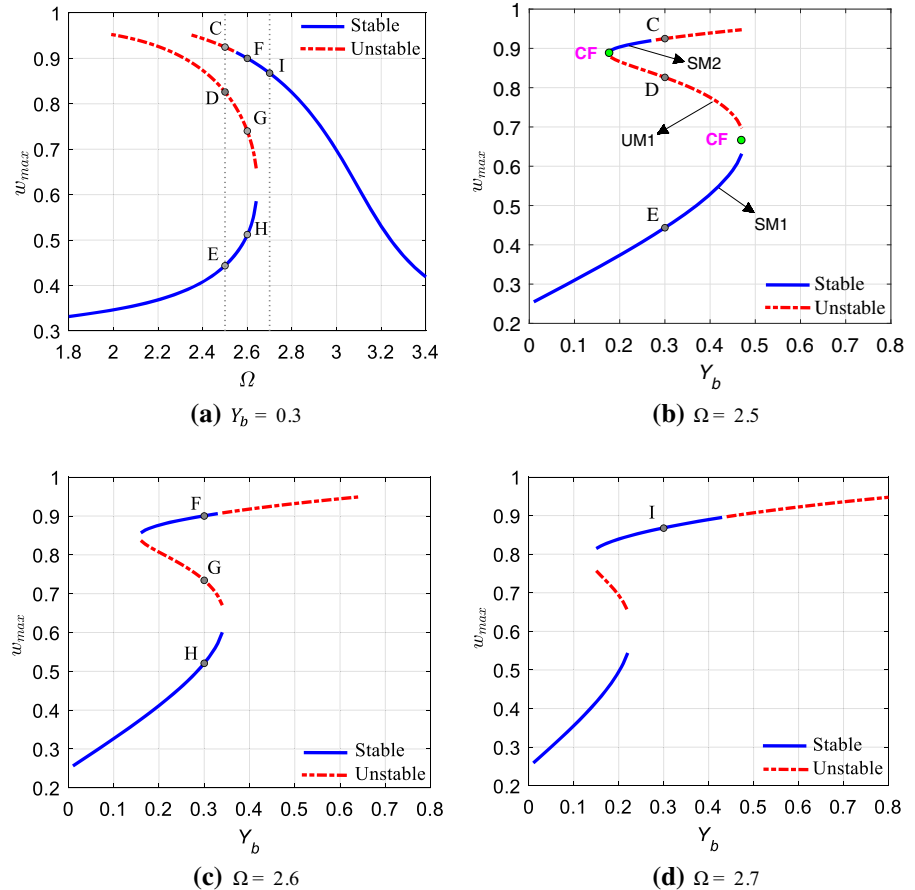 1
0.9
0.8
0.7
0.6
0.5
0.4
0.3
w_max
1.8 2 2.2 2.4 2.6 2.8 3 3.2 3.4
Ω
C
F
I
D
G
H
E
Stable
Unstable
(a) Y_b = 0.3
1
0.9
0.8
0.7
0.6
0.5
0.4
0.3
0.2
w_max
0 0.1 0.2 0.3 0.4 0.5 0.6 0.7 0.8
Y_b
C
CF
SM2
D
UM1
CF
E
SM1
Stable
Unstable
(b) Ω = 2.5
1
0.9
0.8
0.7
0.6
0.5
0.4
0.3
0.2
w_max
0 0.1 0.2 0.3 0.4 0.5 0.6 0.7 0.8
Y_b
F
G
H
Stable
Unstable
(c) Ω = 2.6
1
0.9
0.8
0.7
0.6
0.5
0.4
0.3
0.2
w_max
0 0.1 0.2 0.3 0.4 0.5 0.6 0.7 0.8
Y_b
I
Stable
Unstable
(d) Ω = 2.7